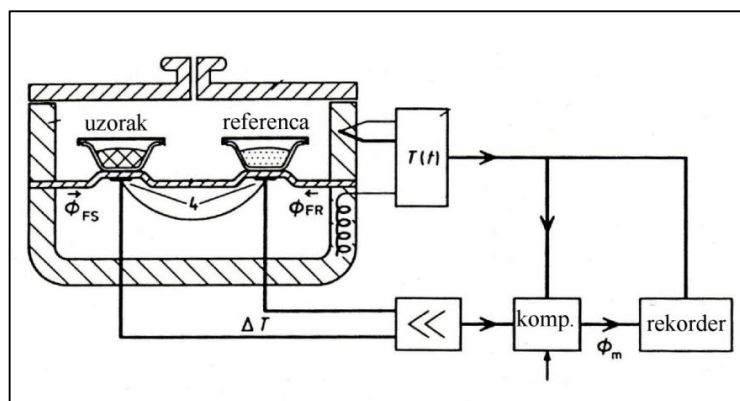 uzorak
referenca
T(t)
4
Φ_FS
Φ_FR
ΔT
komp.
Φ_m
rekorder